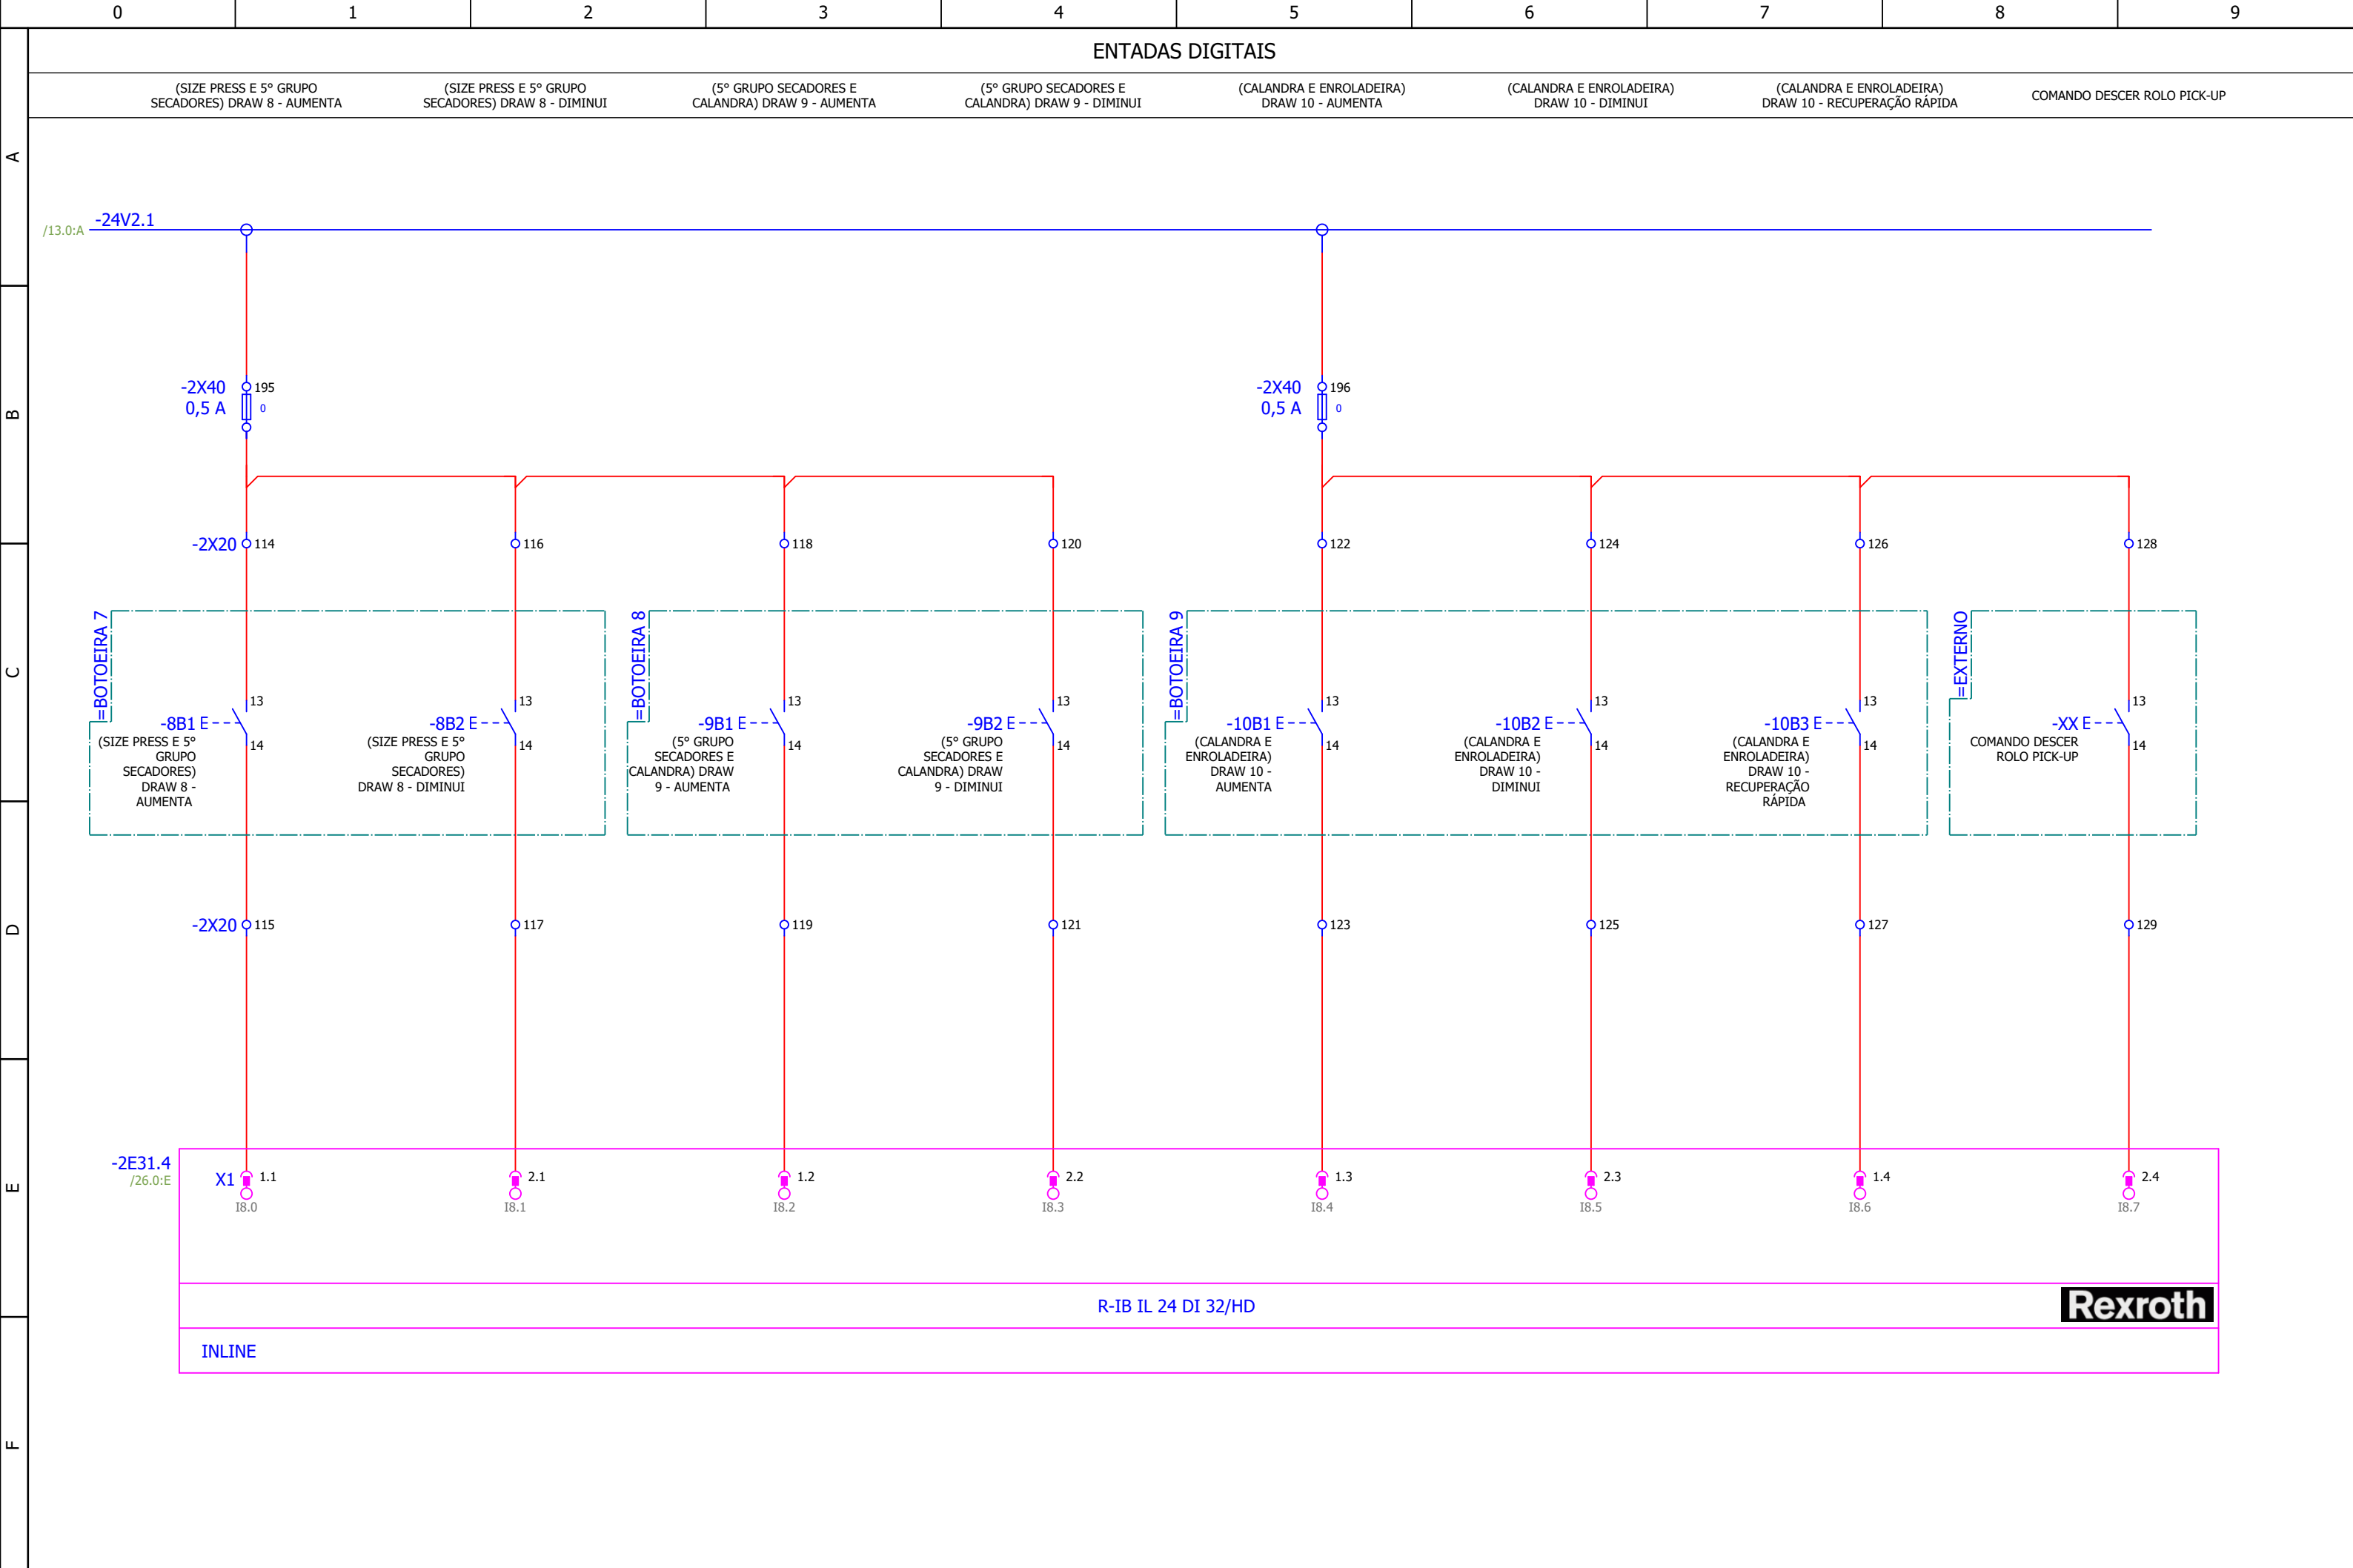 0 1 2 3 4 5 6 7 8 9
ENTADAS DIGITAIS
(SIZE PRESS E 5° GRUPO
SECADORES) DRAW 8 - AUMENTA
(SIZE PRESS E 5° GRUPO
SECADORES) DRAW 8 - DIMINUI
(5° GRUPO SECADORES E
CALANDRA) DRAW 9 - AUMENTA
(5° GRUPO SECADORES E
CALANDRA) DRAW 9 - DIMINUI
(CALANDRA E ENROLADEIRA)
DRAW 10 - AUMENTA
(CALANDRA E ENROLADEIRA)
DRAW 10 - DIMINUI
(CALANDRA E ENROLADEIRA)
DRAW 10 - RECUPERAÇÃO RÁPIDA
COMANDO DESCER ROLO PICK-UP
A
B
C
D
E
F
/13.0:A
-24V2.1
-2X40
0,5 A
195
0
-2X40
0,5 A
196
0
-2X20 114 116 118 120 122 124 126 128
=BOTOEIRA 7
-8B1 E
13
14
(SIZE PRESS E 5°
GRUPO
SECADORES)
DRAW 8 -
AUMENTA
-8B2 E
13
14
(SIZE PRESS E 5°
GRUPO
SECADORES)
DRAW 8 - DIMINUI
=BOTOEIRA 8
-9B1 E
13
14
(5° GRUPO
SECADORES E
CALANDRA) DRAW
9 - AUMENTA
-9B2 E
13
14
(5° GRUPO
SECADORES E
CALANDRA) DRAW
9 - DIMINUI
=BOTOEIRA 9
-10B1 E
13
14
(CALANDRA E
ENROLADEIRA)
DRAW 10 -
AUMENTA
-10B2 E
13
14
(CALANDRA E
ENROLADEIRA)
DRAW 10 -
DIMINUI
-10B3 E
13
14
(CALANDRA E
ENROLADEIRA)
DRAW 10 -
RECUPERAÇÃO
RÁPIDA
=EXTERNO
-XX E
13
14
COMANDO DESCER
ROLO PICK-UP
-2X20 115 117 119 121 123 125 127 129
-2E31.4
/26.0:E
X1 1.1 2.1 1.2 2.2 1.3 2.3 1.4 2.4
I8.0 I8.1 I8.2 I8.3 I8.4 I8.5 I8.6 I8.7
R-IB IL 24 DI 32/HD
Rexroth
INLINE